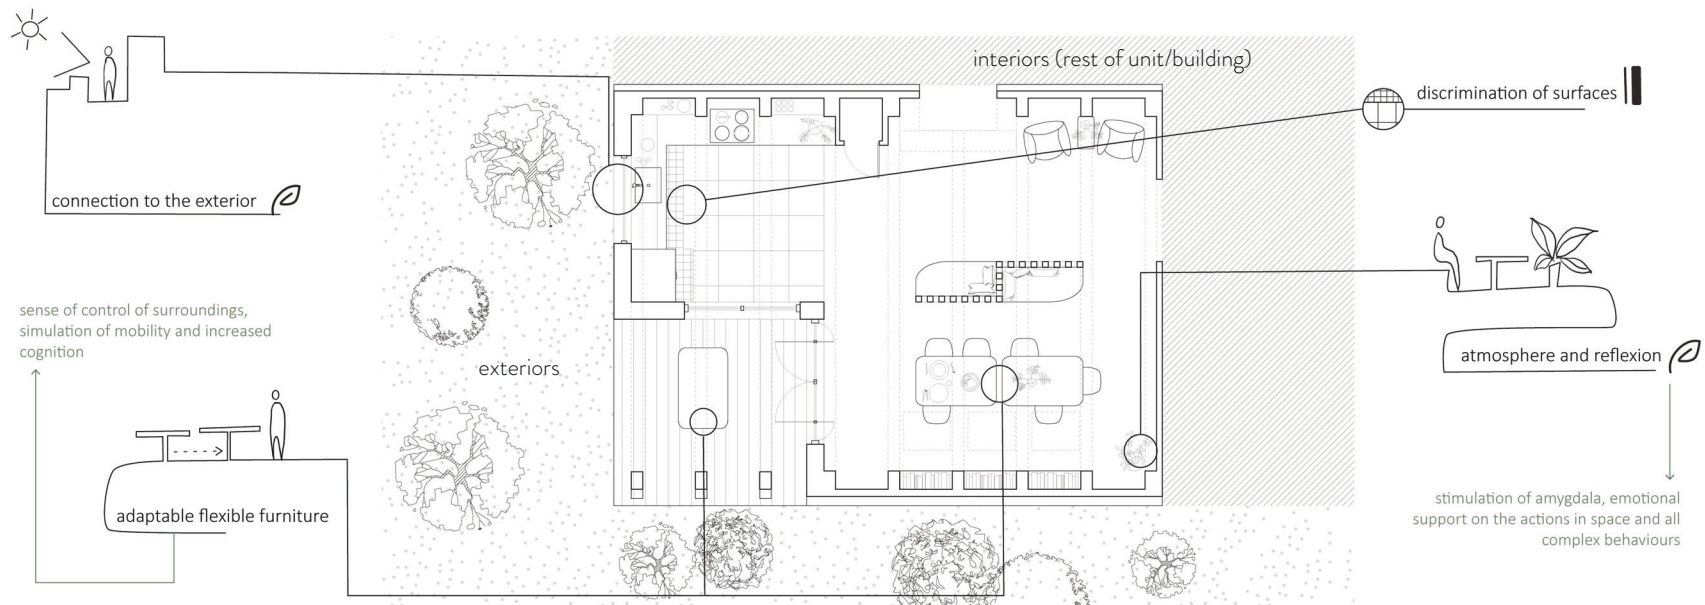 interiors (rest of unit/building)
discrimination of surfaces
connection to the exterior
sense of control of surroundings,
simulation of mobility and increased
cognition
exteriors
atmosphere and reflexion
adaptable flexible furniture
stimulation of amygdala, emotional
support on the actions in space and all
complex behaviours